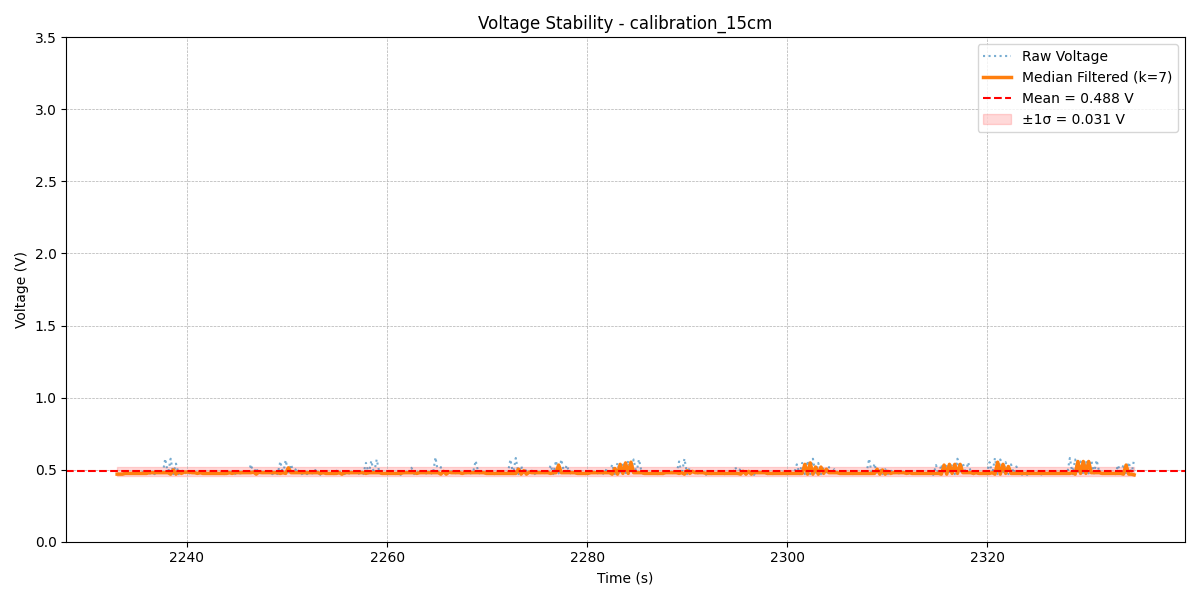 Voltage Stability - calibration_15cm
Raw Voltage
Median Filtered (k=7)
Mean = 0.488 V
±1σ = 0.031 V
Voltage (V)
3.5
3.0
2.5
2.0
1.5
1.0
0.5
0.0
2240 2260 2280 2300 2320
Time (s)